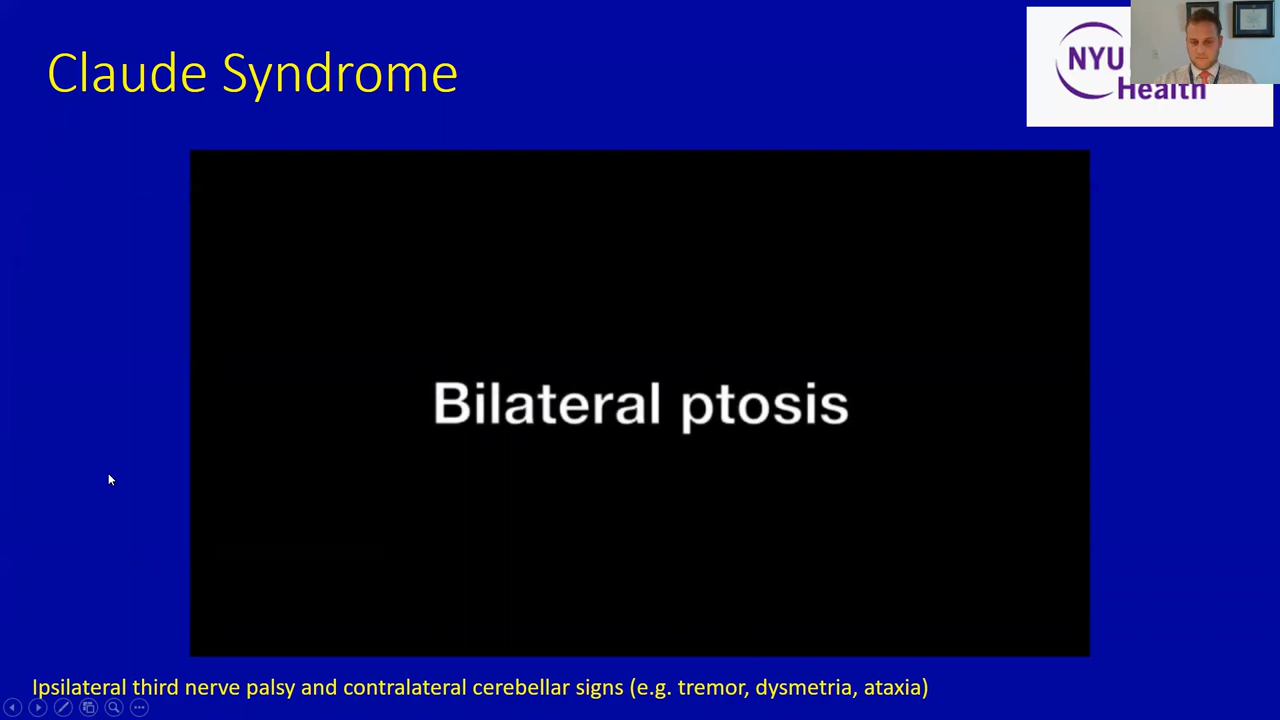 Claude Syndrome
NYU
Health
Bilateral ptosis
Ipsilateral third nerve palsy and contralateral cerebellar signs (e.g. tremor, dysmetria, ataxia)